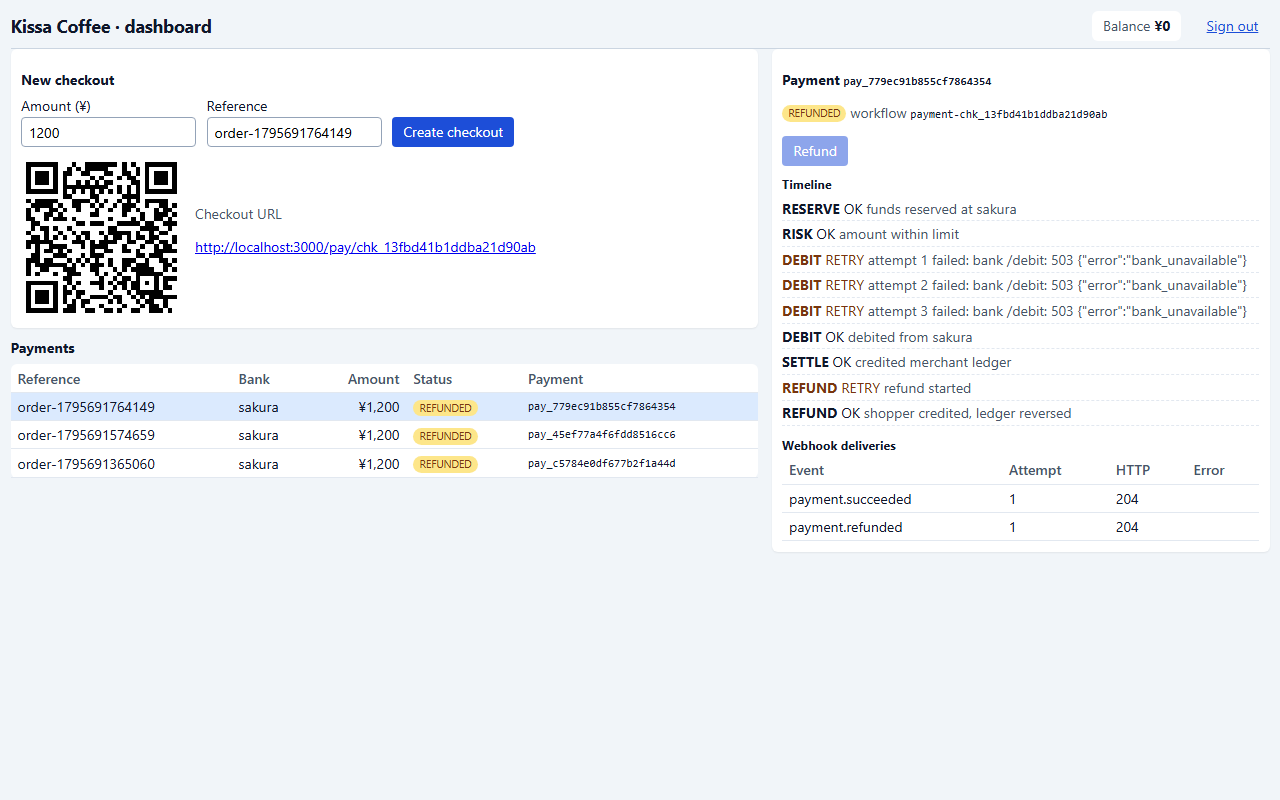 Kissa Coffee · dashboard
Balance ¥0
Sign out
New checkout
Amount (¥)
Reference
1200
order-1795691764149
Create checkout
Checkout URL
http://localhost:3000/pay/chk_13fbd41b1ddba21d90ab
Payments
Reference Bank Amount Status Payment
order-1795691764149 sakura ¥1,200 REFUNDED pay_779ec91b855cf7864354
order-1795691574659 sakura ¥1,200 REFUNDED pay_45ef77a4f6fdd8516cc6
order-1795691365060 sakura ¥1,200 REFUNDED pay_c5784e0df677b2f1a44d
Payment pay_779ec91b855cf7864354
REFUNDED workflow payment-chk_13fbd41b1ddba21d90ab
Refund
Timeline
RESERVE OK funds reserved at sakura
RISK OK amount within limit
DEBIT RETRY attempt 1 failed: bank /debit: 503 {"error":"bank_unavailable"}
DEBIT RETRY attempt 2 failed: bank /debit: 503 {"error":"bank_unavailable"}
DEBIT RETRY attempt 3 failed: bank /debit: 503 {"error":"bank_unavailable"}
DEBIT OK debited from sakura
SETTLE OK credited merchant ledger
REFUND RETRY refund started
REFUND OK shopper credited, ledger reversed
Webhook deliveries
Event Attempt HTTP Error
payment.succeeded 1 204
payment.refunded 1 204